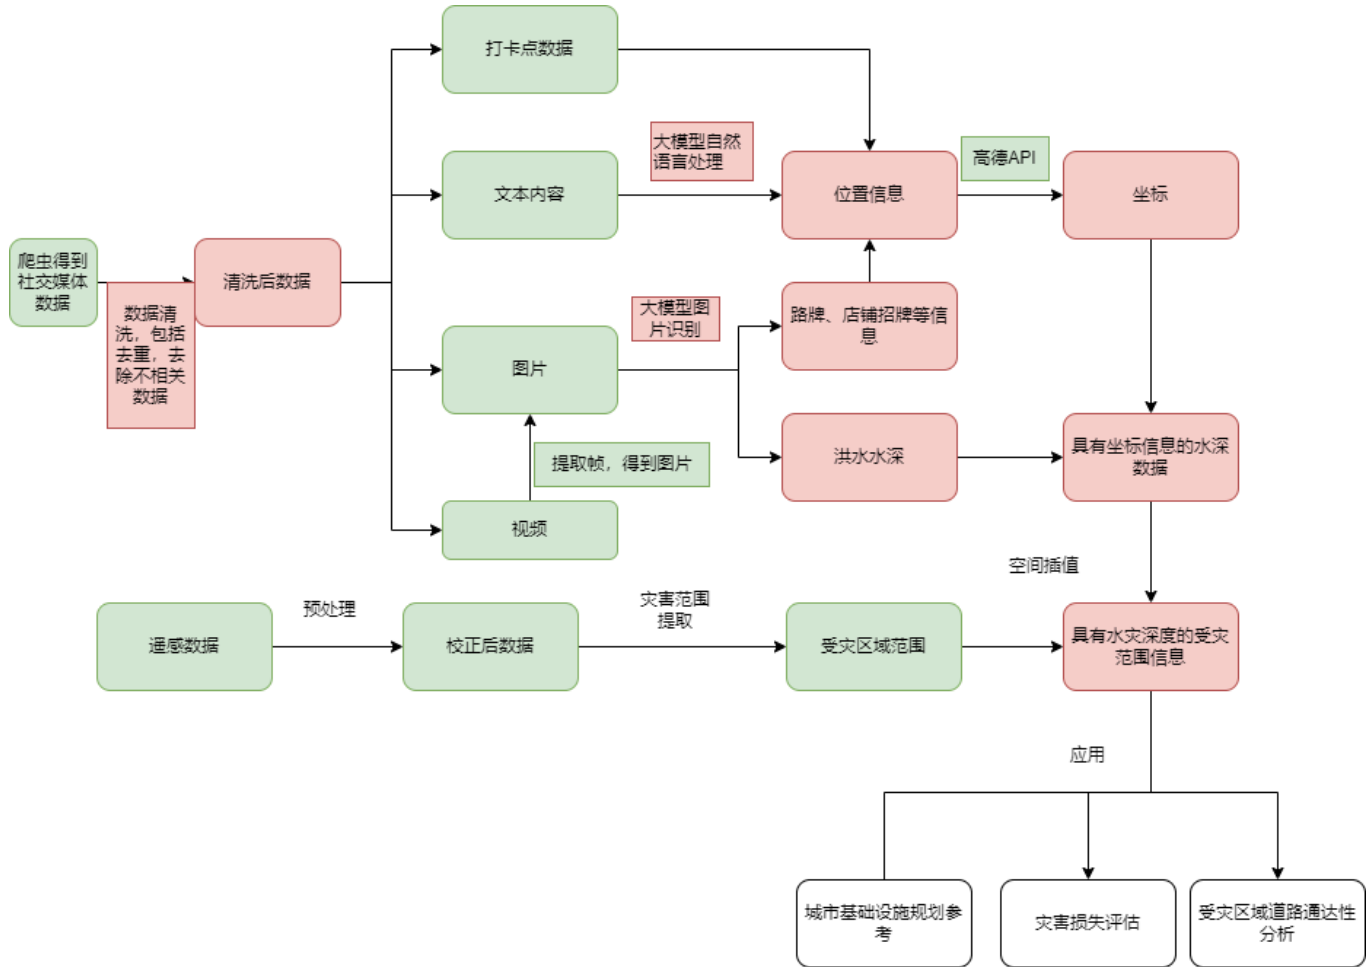 打卡点数据
大模型自然
语言处理
高德API
文本内容
位置信息
坐标
爬虫得到
社交媒体
数据
清洗后数据
数据清
洗，包括
去重，去
除不相关
数据
大模型图
片识别
路牌、店铺招牌等信
息
图片
提取帧，得到图片
洪水水深
具有坐标信息的水深
数据
视频
空间插值
遥感数据
预处理
校正后数据
灾害范围
提取
受灾区域范围
具有水灾深度的受灾
范围信息
应用
城市基础设施规划参
考
灾害损失评估
受灾区域道路通达性
分析